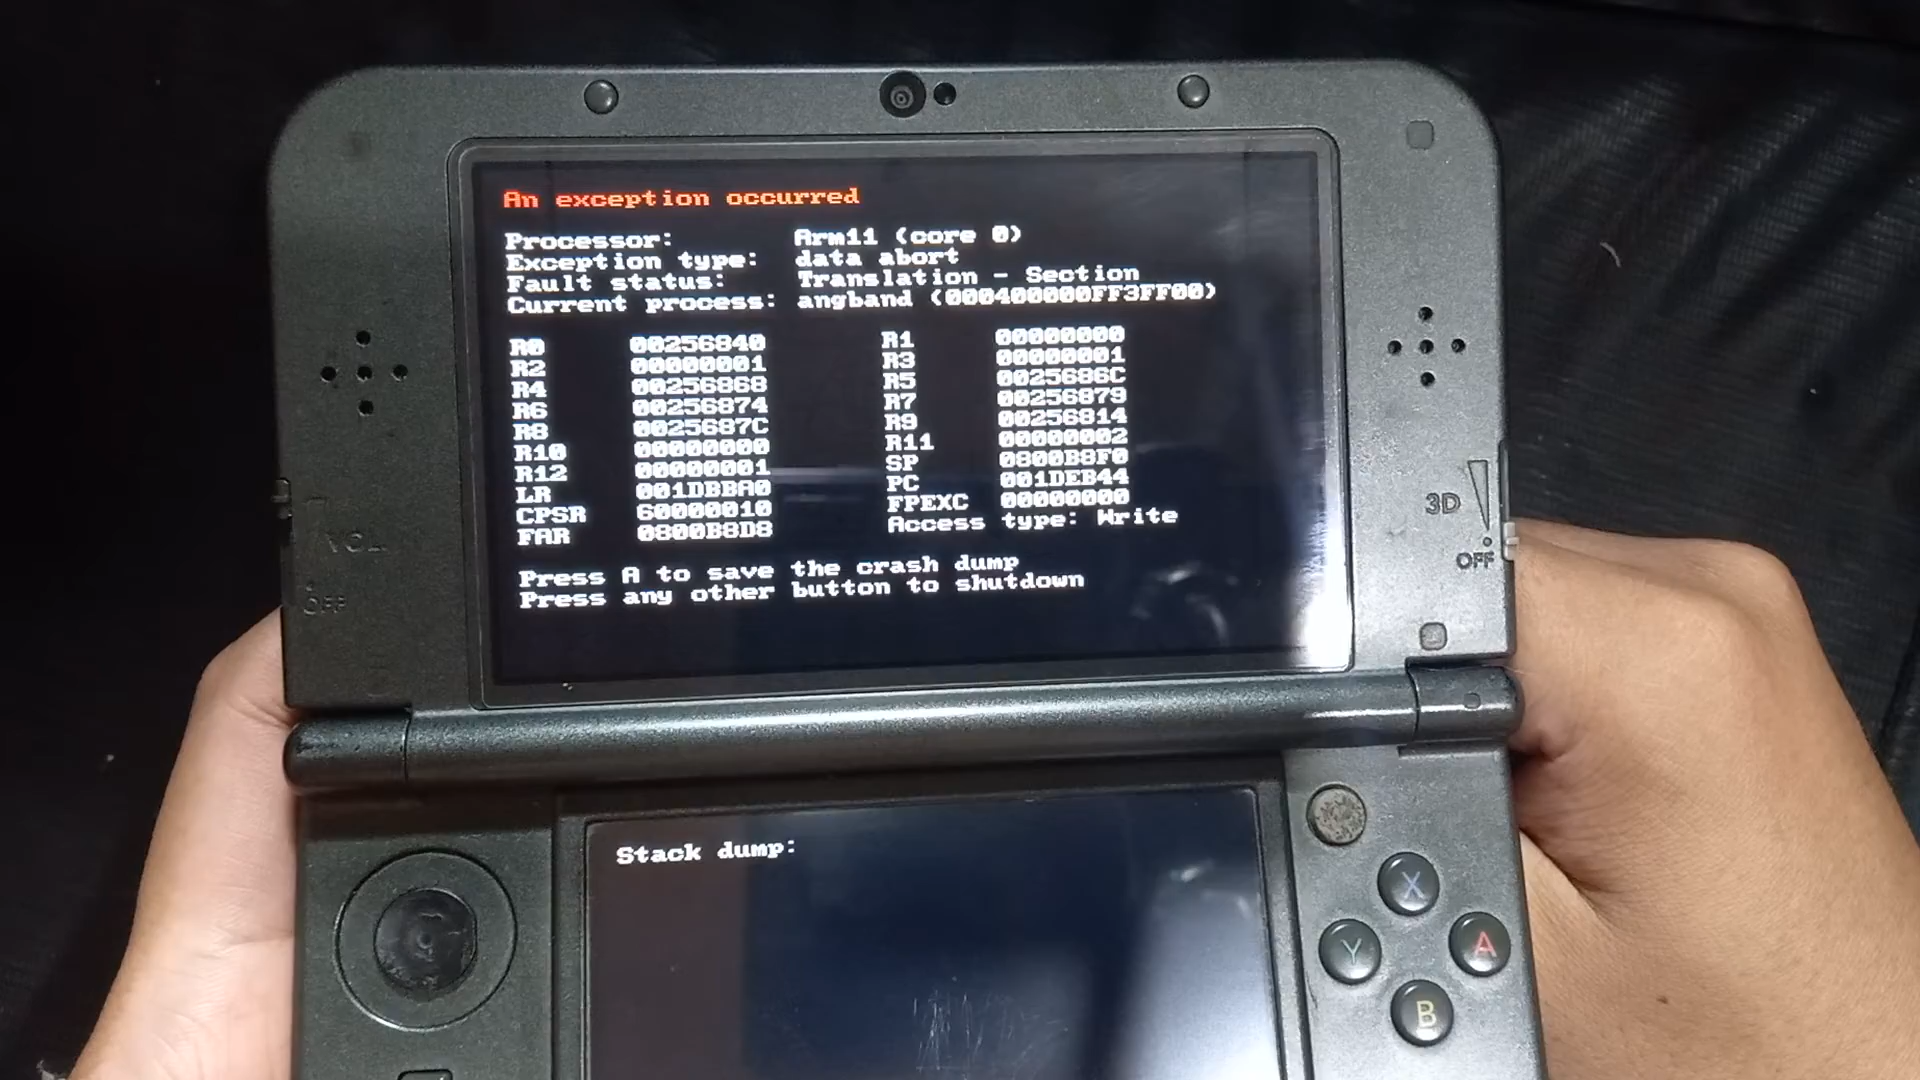 An exception occurred
Processor: Arm11 (core 0)
Exception type: data abort
Fault status: Translation - Section
Current process: angband (000400000FF3FF00)
R0 00256840 R1 00000000
R2 00000001 R3 00000001
R4 00256868 R5 0025686C
R6 00256874 R7 00256879
R8 0025687C R9 00256814
R10 00000000 R11 00000002
R12 00000001 SP 0800B8F0
LR 001DBBA0 PC 001DEB44
CPSR 60000010 FPEXC 00000000
FAR 0800B8D8 Access type: Write
Press A to save the crash dump
Press any other button to shutdown
VOL
OFF
3D
OFF
Stack dump:
X
Y
A
B